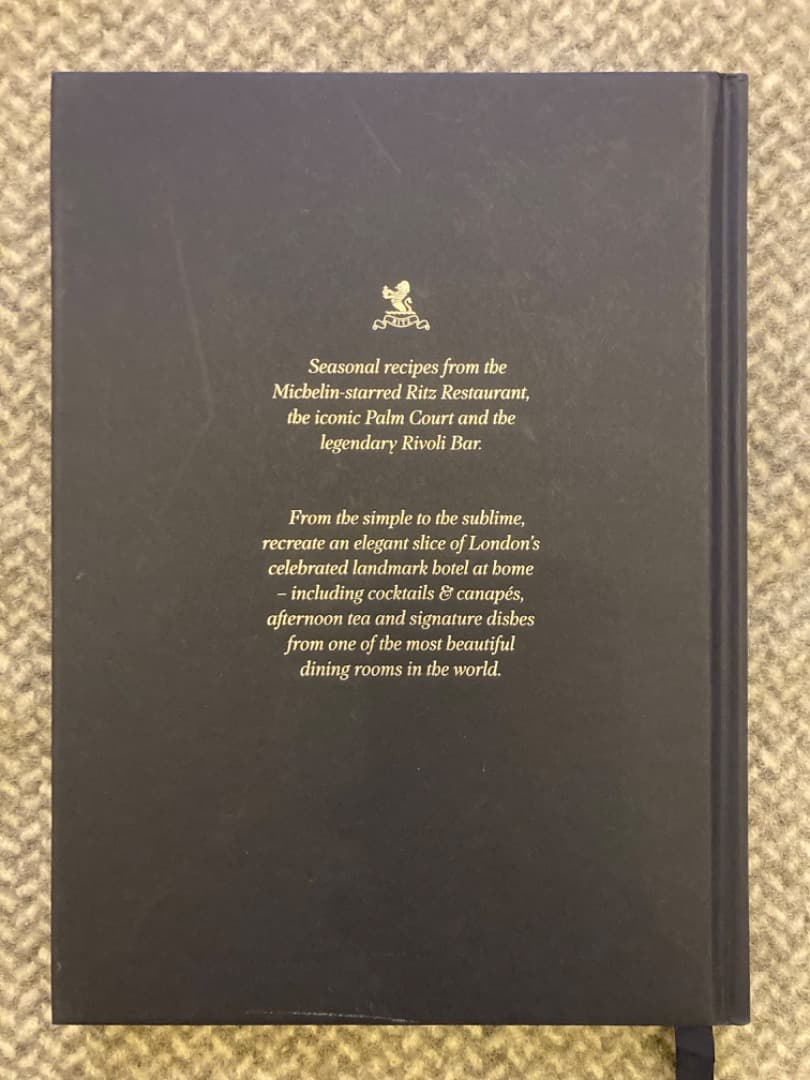 RITZ
Seasonal recipes from the
Michelin-starred Ritz Restaurant,
the iconic Palm Court and the
legendary Rivoli Bar.
From the simple to the sublime,
recreate an elegant slice of London's
celebrated landmark hotel at home
– including cocktails & canapés,
afternoon tea and signature dishes
from one of the most beautiful
dining rooms in the world.